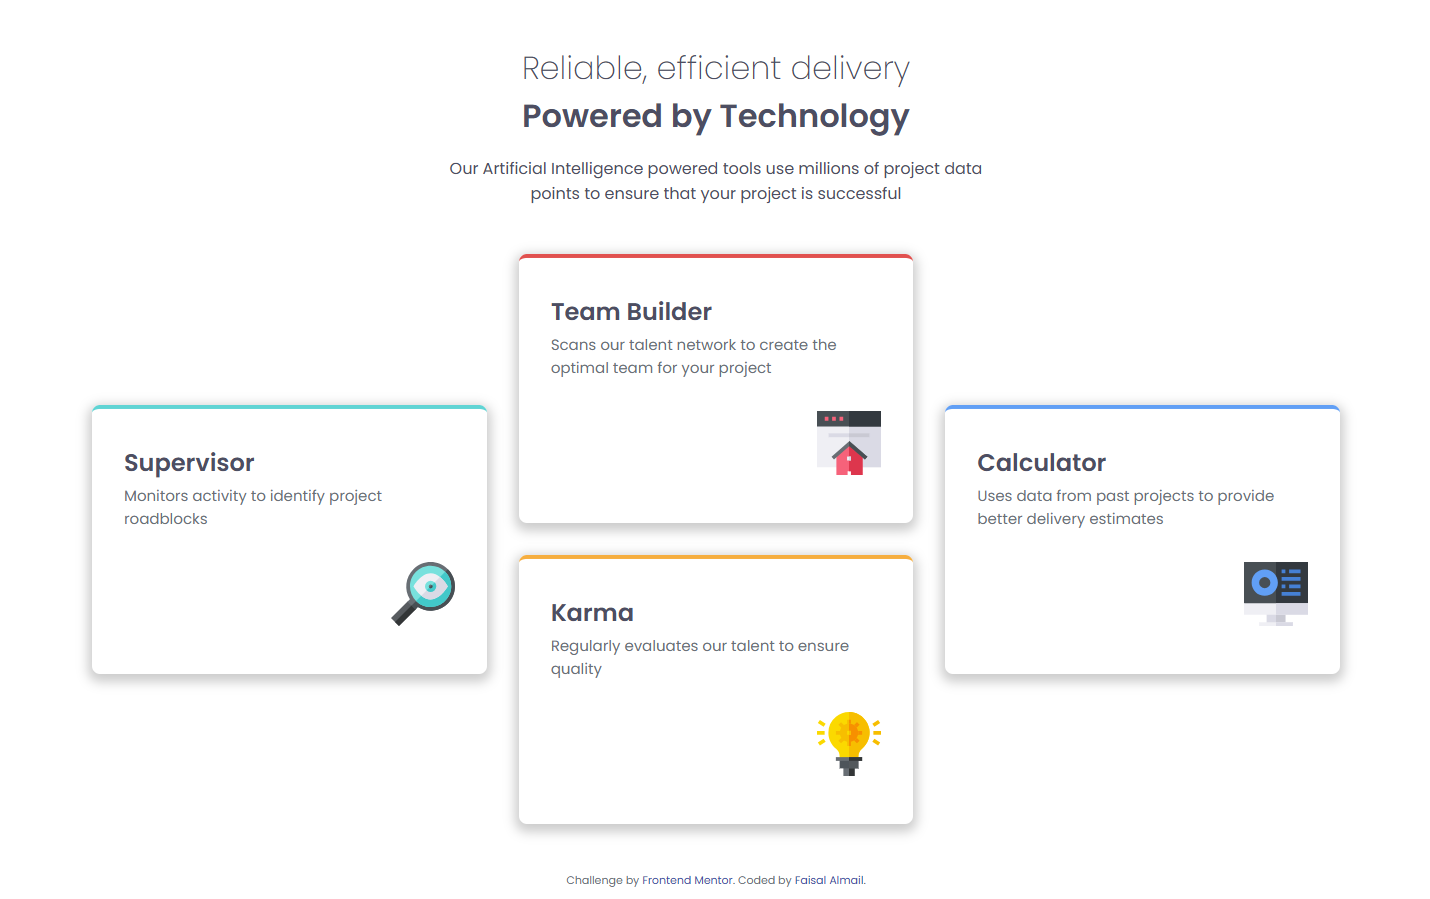 Reliable, efficient delivery
Powered by Technology
Our Artificial Intelligence powered tools use millions of project data
points to ensure that your project is successful
Team Builder
Scans our talent network to create the
optimal team for your project
Supervisor
Monitors activity to identify project
roadblocks
Calculator
Uses data from past projects to provide
better delivery estimates
Karma
Regularly evaluates our talent to ensure
quality
Challenge by Frontend Mentor. Coded by Faisal Almail.